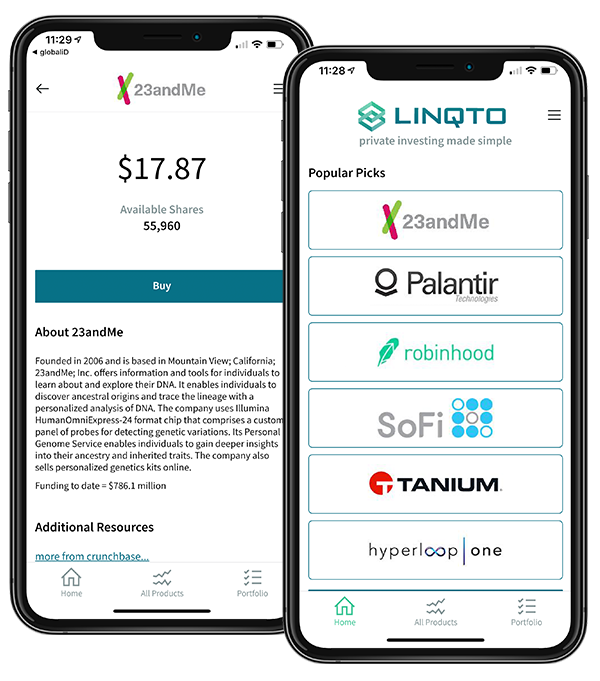 11:29
globaliD
23andMe
$17.87
Available Shares
55,960
Buy
About 23andMe
Founded in 2006 and is based in Mountain View; California;
23andMe; Inc. offers information and tools for individuals to
learn about and explore their DNA. It enables individuals to
discover ancestral origins and trace the lineage with a
personalized analysis of DNA. The company uses Illumina
HumanOmniExpress-24 format chip that comprises a custom
panel of probes for detecting genetic variations. Its Personal
Genome Service enables individuals to gain deeper insights
into their ancestry and inherited traits. The company also
sells personalized genetics kits online.
Funding to date = $786.1 million
Additional Resources
more from crunchbase...
Home
All Products
Portfolio
11:28
LINQTO
private investing made simple
Popular Picks
23andMe
Palantir
Technologies
robinhood
SoFi
TANIUM.
hyperloop | one
Home
All Products
Portfolio